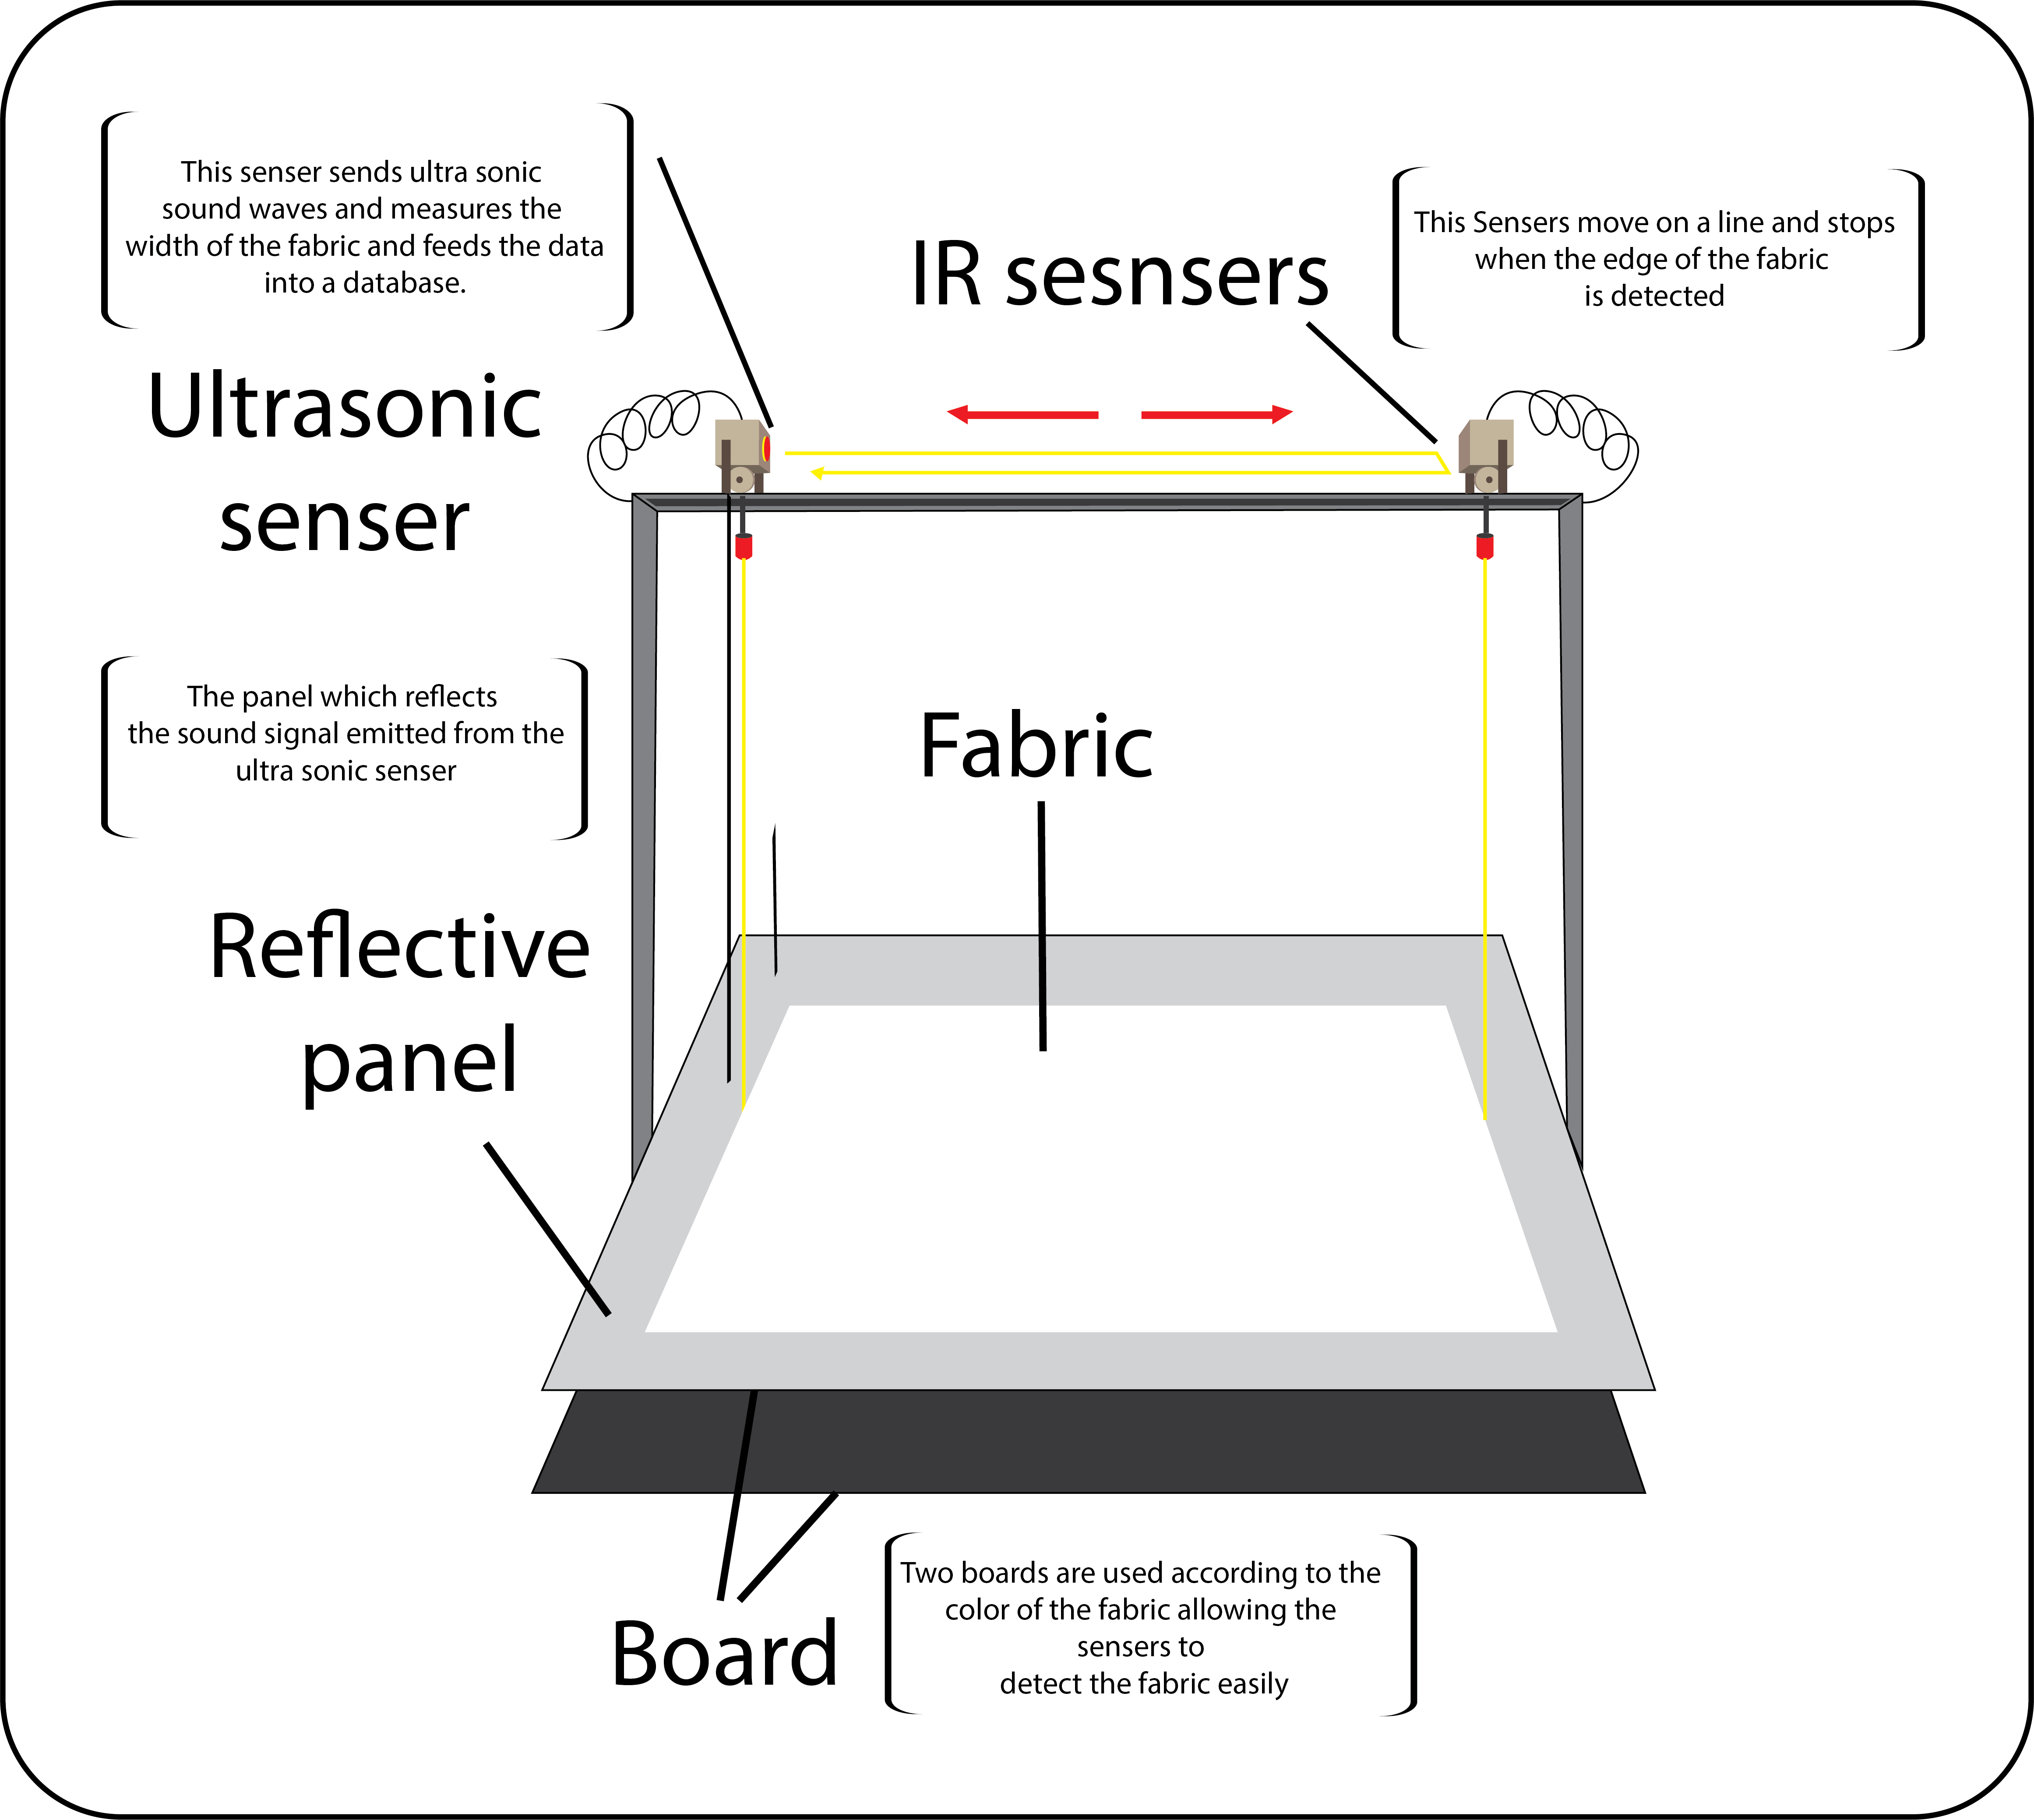 This senser sends ultra sonic
sound waves and measures the
width of the fabric and feeds the data
into a database.
Ultrasonic
senser
IR sesnsers
This Sensers move on a line and stops
when the edge of the fabric
is detected
The panel which reflects
the sound signal emitted from the
ultra sonic senser
Reflective
panel
Fabric
Board
Two boards are used according to the
color of the fabric allowing the
sensers to
detect the fabric easily